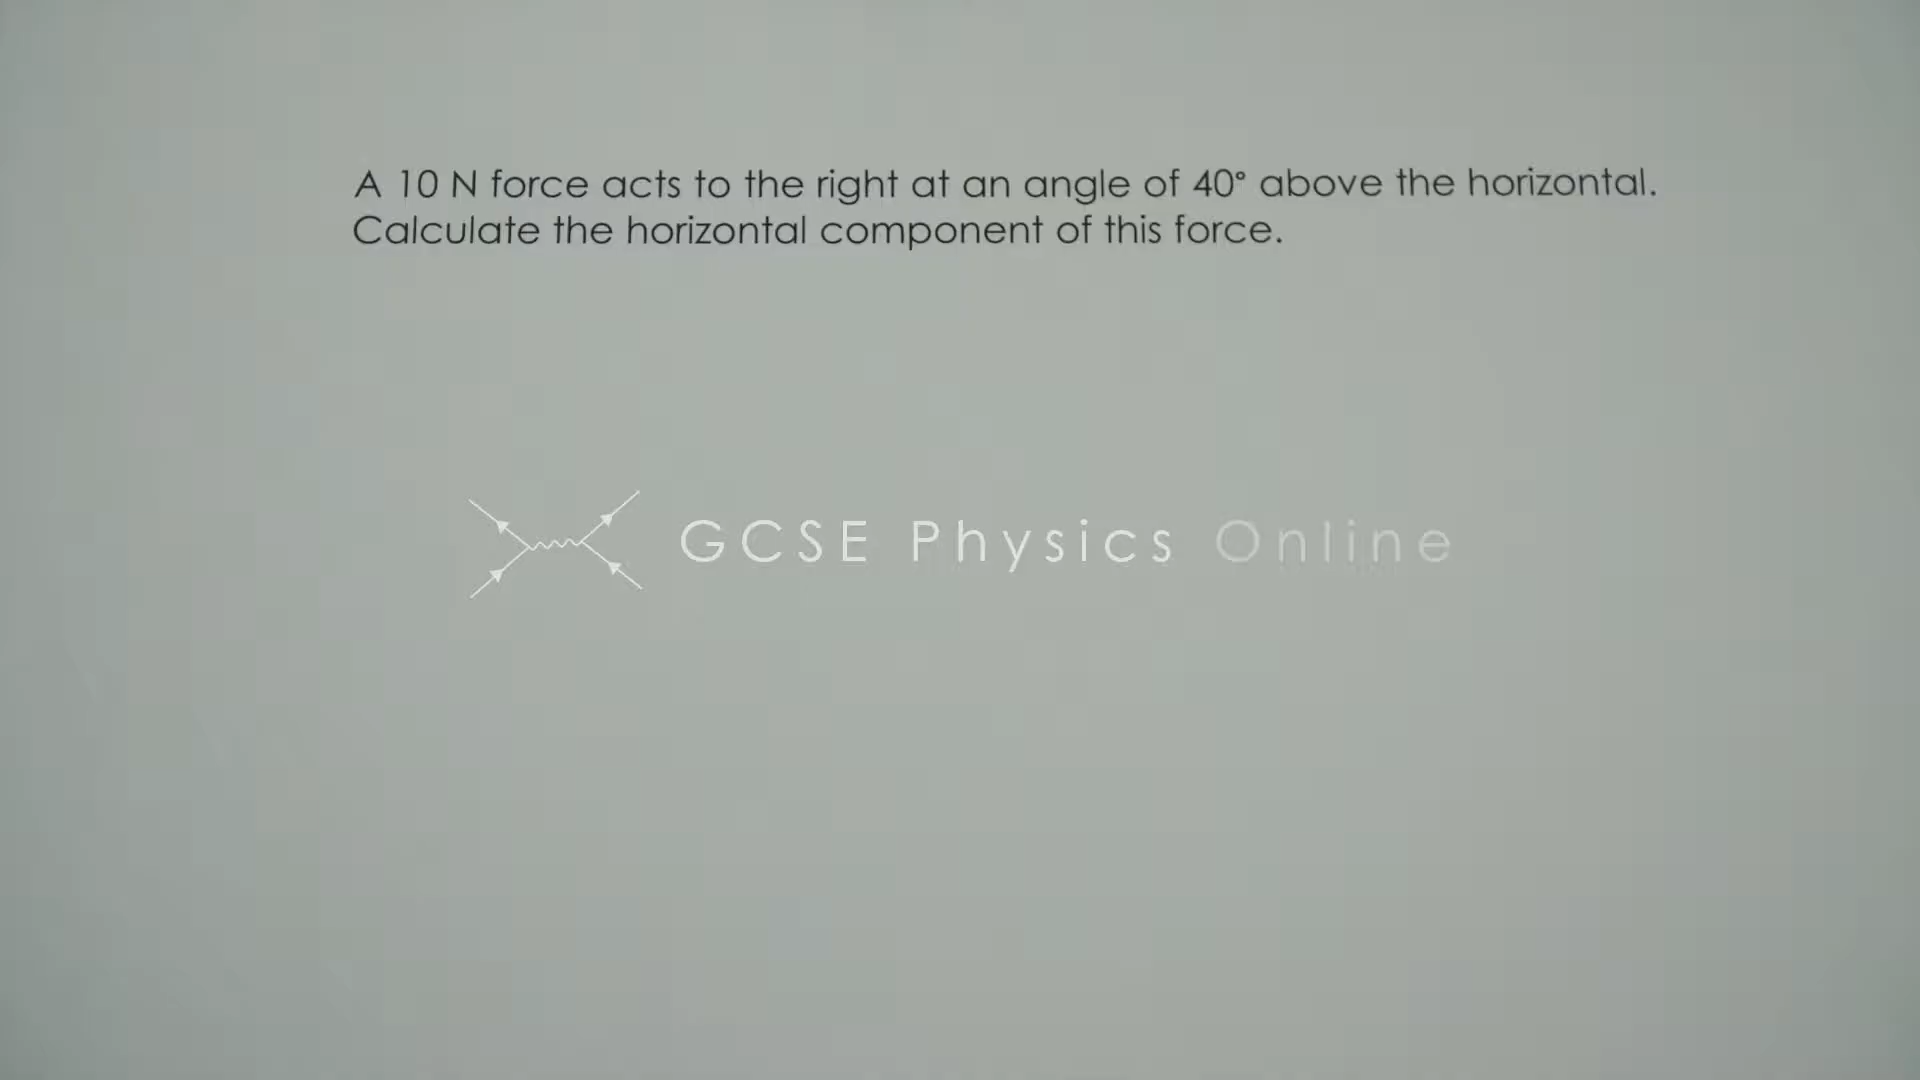 A 10 N force acts to the right at an angle of 40° above the horizontal.
Calculate the horizontal component of this force.
GCSE Physics Online